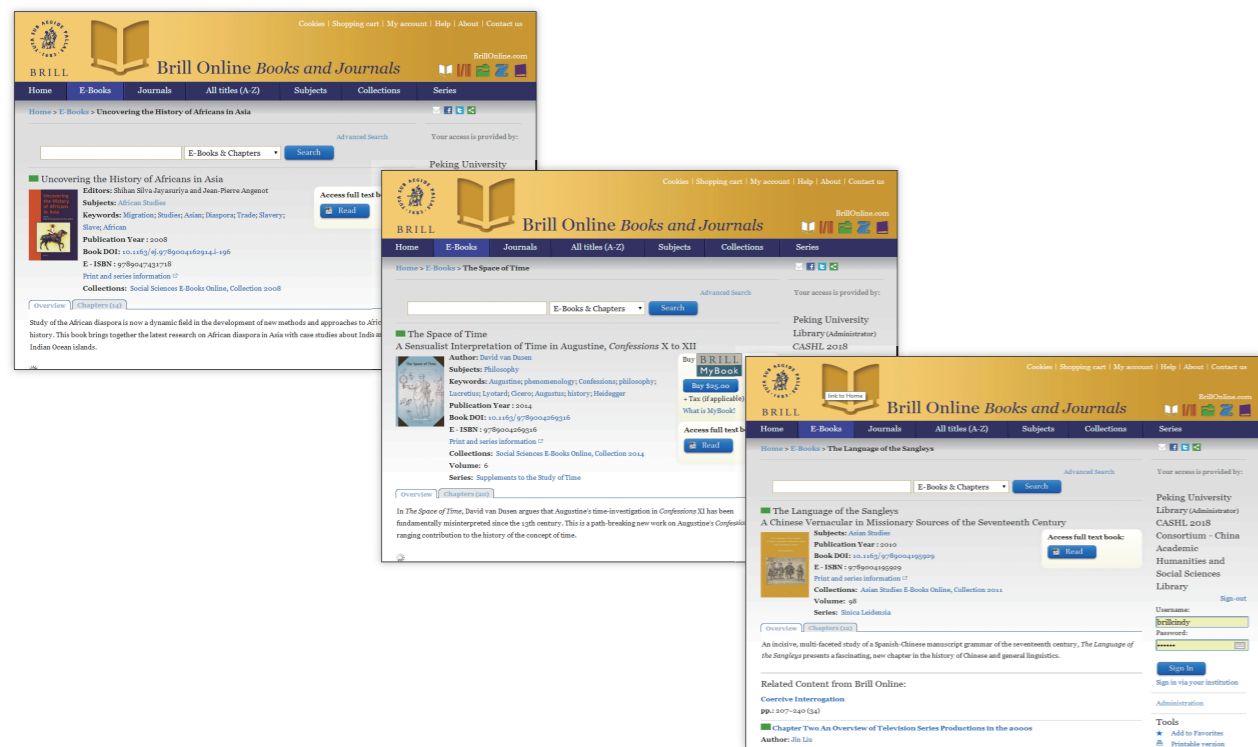 Cookies | Shopping cart | My account | Help | About | Contact us
BRILL
Brill Online Books and Journals
BrillOnline.com
Home E-Books Journals All titles (A-Z) Subjects Collections Series
Home > E-Books > Uncovering the History of Africans in Asia
Advanced Search
Your access is provided by:
E-Books & Chapters
Search
Peking University
Uncovering the History of Africans in Asia
Editors: Shihan Silva Jayasuriya and Jean-Pierre Angenot
Subjects: African Studies
Keywords: Migration; Studies; Asian; Diaspora; Trade; Slavery;
Slave; African
Publication Year : 2008
Book DOI: 10.1163/ej.9789004162914.i-196
E - ISBN : 9789047431718
Print and series information
Collections: Social Sciences E-Books Online, Collection 2008
Access full text b
Read
Overview Chapters (14)
Study of the African diaspora is now a dynamic field in the development of new methods and approaches to Afric
history. This book brings together the latest research on African diaspora in Asia with case studies about India an
Indian Ocean islands.
Cookies | Shopping cart | My account | Help | About | Contact us
BRILL
Brill Online Books and Journals
BrillOnline.com
Home E-Books Journals All titles (A-Z) Subjects Collections Series
Home > E-Books > The Space of Time
Advanced Search
Your access is provided by:
E-Books & Chapters
Search
Peking University
Library (Administrator)
CASHL 2018
The Space of Time
A Sensualist Interpretation of Time in Augustine, Confessions X to XII
The Space of Time
Author: David van Dusen
Subjects: Philosophy
Keywords: Augustine; phenomenology; Confessions; philosophy;
Lucretius; Lyotard; Cicero; Augustus; history; Heidegger
Publication Year : 2014
Book DOI: 10.1163/9789004269316
E - ISBN : 9789004269316
Print and series information
Collections: Social Sciences E-Books Online, Collection 2014
Volume: 6
Series: Supplements to the Study of Time
Buy BRILL
MyBook
Buy $25.00
+ Tax (if applicable)
What is MyBook?
Access full text b
Read
Overview Chapters (20)
In The Space of Time, David van Dusen argues that Augustine's time-investigation in Confessions XI has been
fundamentally misinterpreted since the 13th century. This is a path-breaking new work on Augustine's Confessio
ranging contribution to the history of the concept of time.
Cookies | Shopping cart | My account | Help | About | Contact us
link to Home
BRILL
Brill Online Books and Journals
BrillOnline.com
Home E-Books Journals All titles (A-Z) Subjects Collections Series
Home > E-Books > The Language of the Sangleys
Advanced Search
Your access is provided by:
E-Books & Chapters
Search
Peking University
Library (Administrator)
CASHL 2018
Consortium - China
Academic
Humanities and
Social Sciences
Library
Sign-out
Username:
brillcindy
Password:
••••••
Sign In
Sign in via your institution
Administration
Tools
Add to Favorites
Printable version
The Language of the Sangleys
A Chinese Vernacular in Missionary Sources of the Seventeenth Century
Subjects: Asian Studies
Publication Year : 2010
Book DOI: 10.1163/9789004195929
E - ISBN : 9789004195929
Print and series information
Collections: Asian Studies E-Books Online, Collection 2011
Volume: 98
Series: Sinica Leidensia
Access full text book:
Read
Overview Chapters (12)
An incisive, multi-faceted study of a Spanish-Chinese manuscript grammar of the seventeenth century, The Language of
the Sangleys presents a fascinating, new chapter in the history of Chinese and general linguistics.
Related Content from Brill Online:
Coercive Interrogation
pp.: 207–240 (34)
Chapter Two An Overview of Television Series Productions in the 2000s
Author: Jin Liu